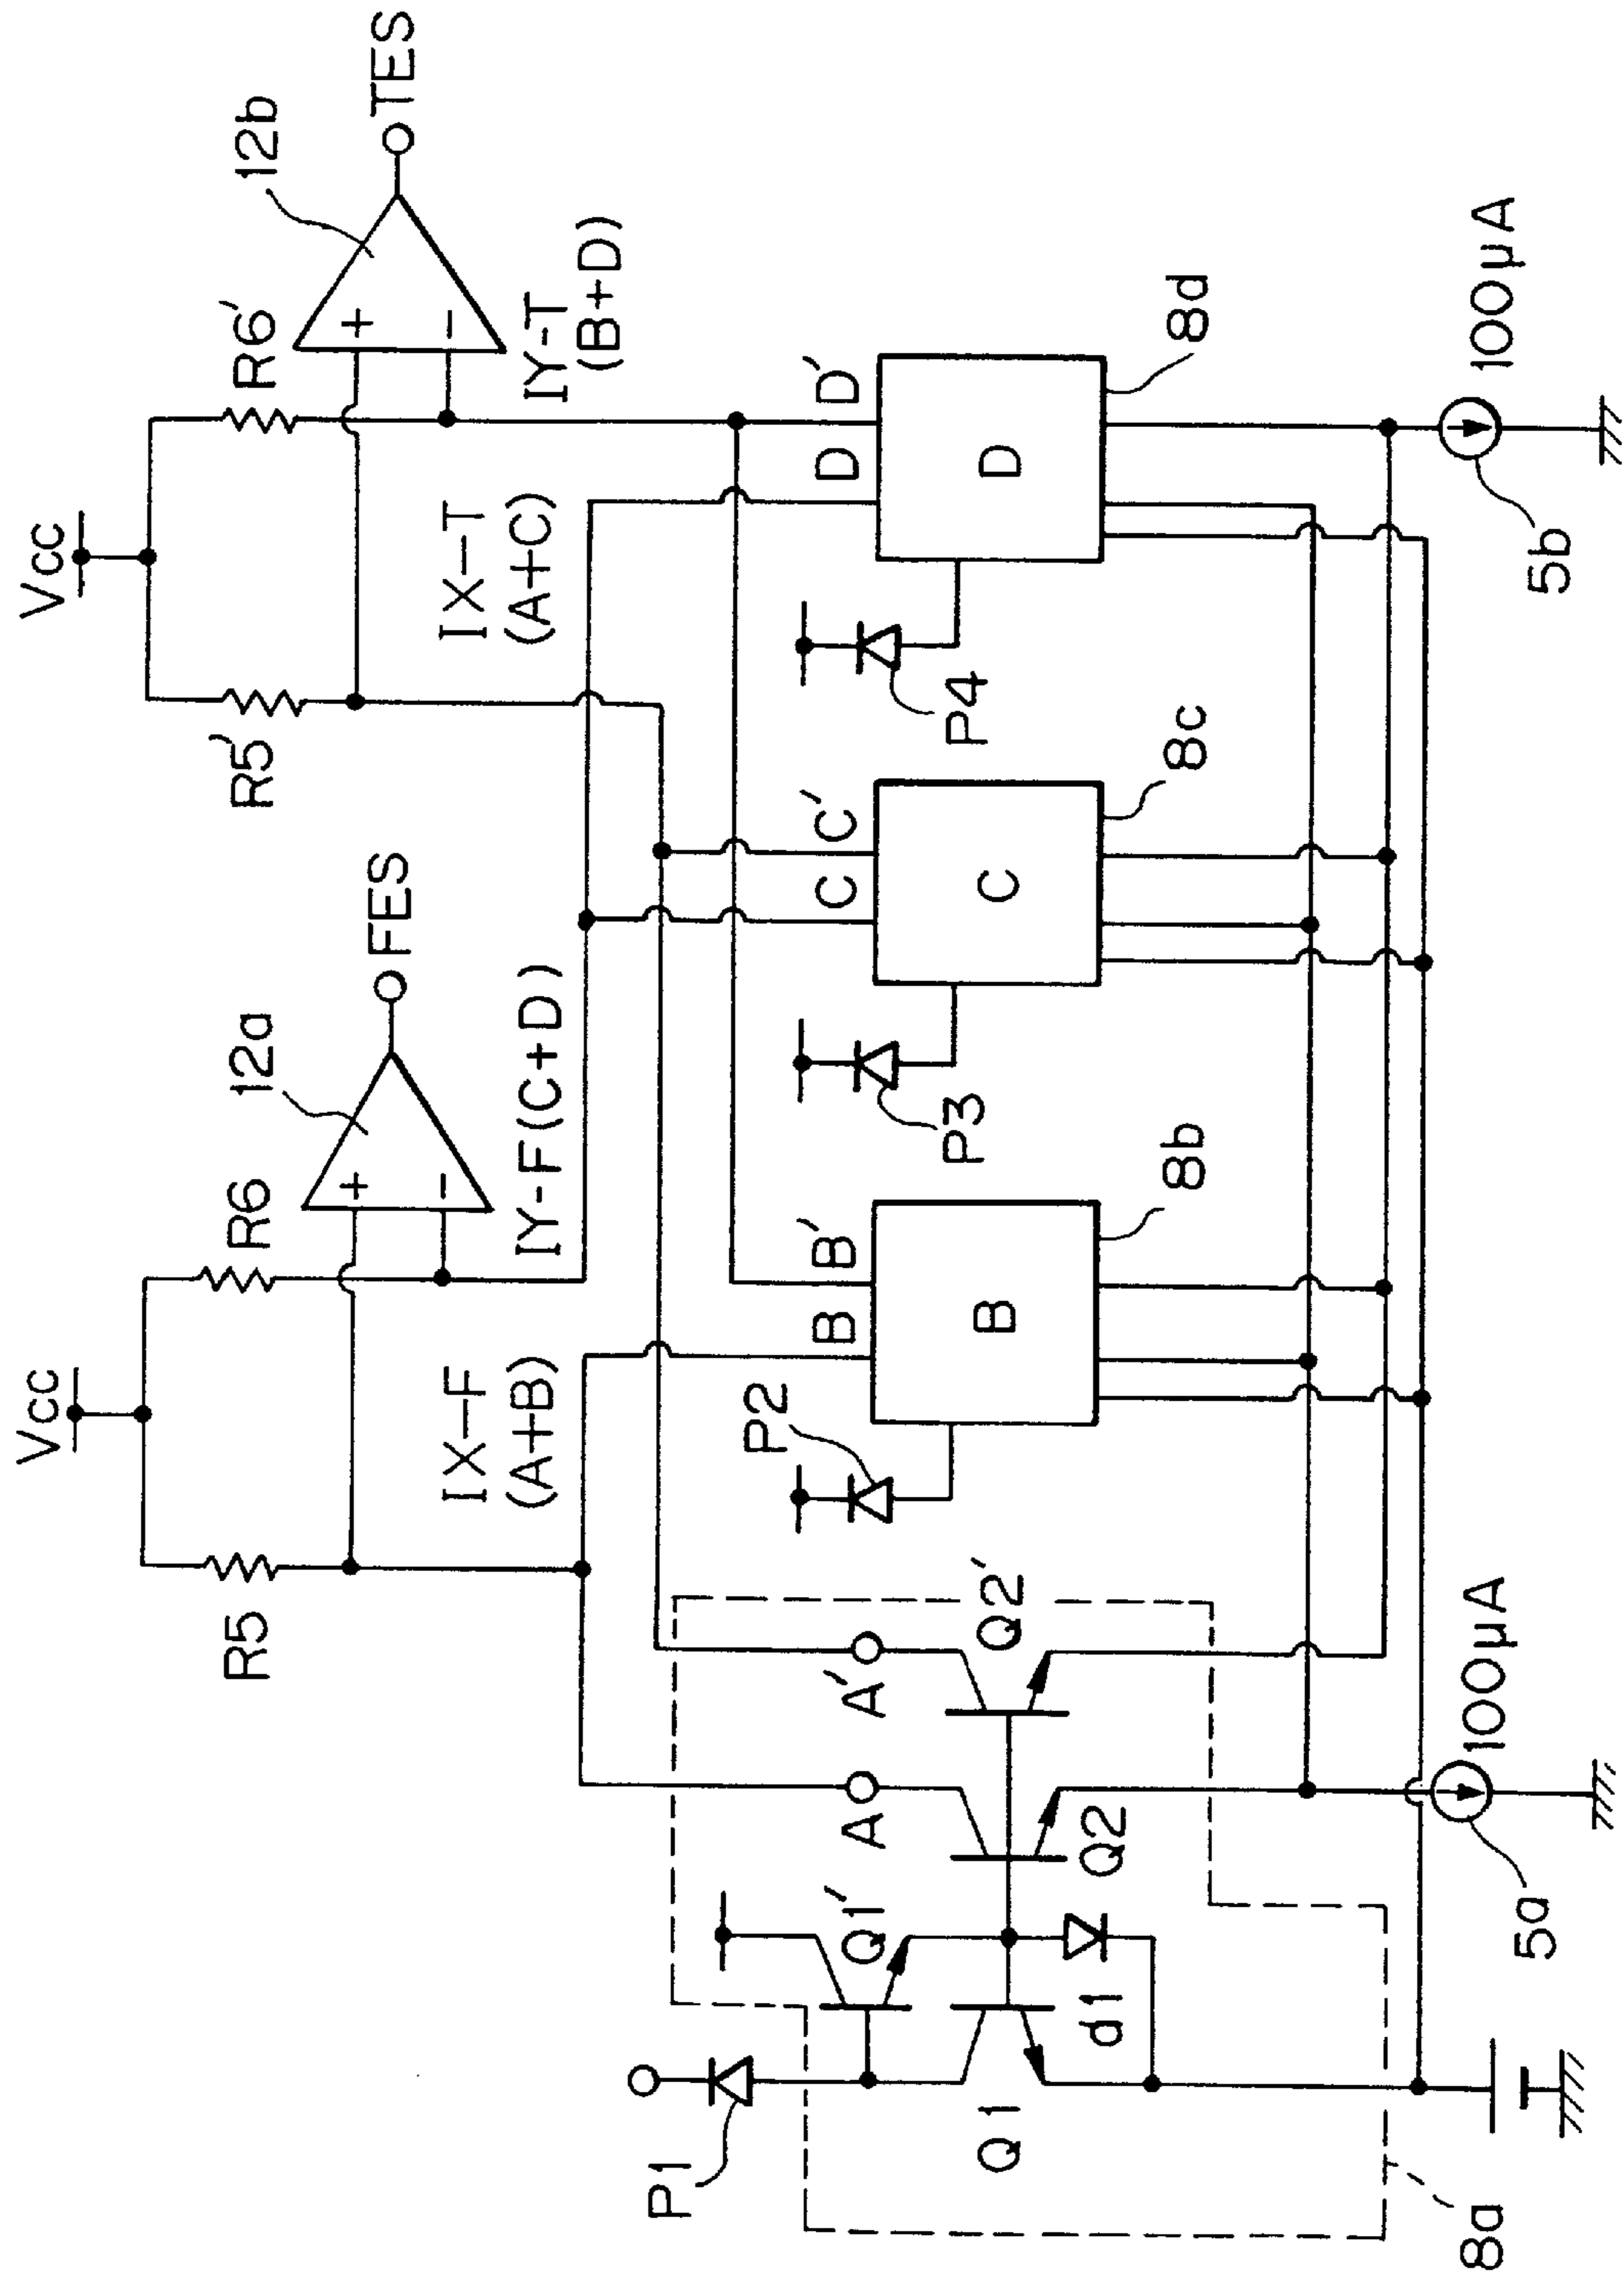 VCC
VCC
R5
R6
12a
FES
R5'
R6'
12b
TES
IX-F
(A+B)
IY-F(C+D)
IX-T
(A+C)
IY-T
(B+D)
P1
Q1'
A
A'
P2
B
B'
P3
C
C'
P4
D
D'
Q1
d1
Q2
Q2'
B
8b
C
8c
D
8d
8a
5a
100μA
5b
100μA